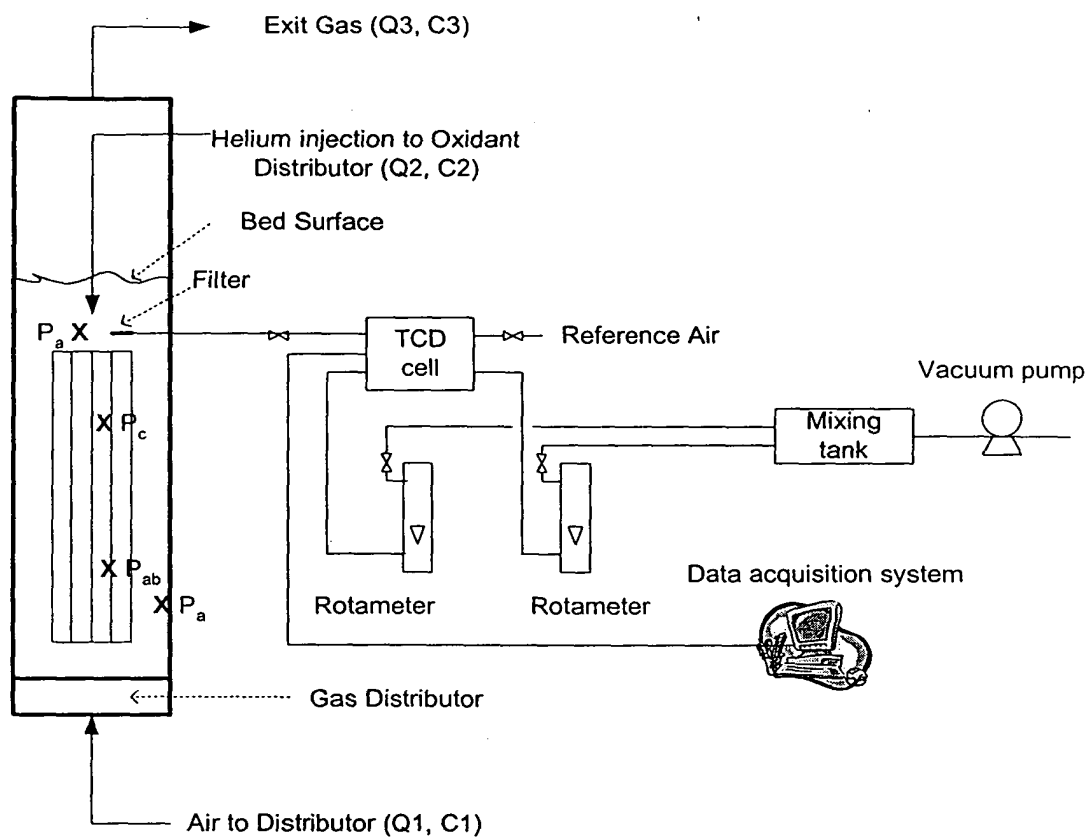 Exit Gas (Q3, C3)
Helium injection to Oxidant
Distributor (Q2, C2)
Bed Surface
Filter
Pa X
TCD
cell
Reference Air
Vacuum pump
X Pc
Mixing
tank
X Pab
X Pa
Data acquisition system
Rotameter
Rotameter
Gas Distributor
Air to Distributor (Q1, C1)